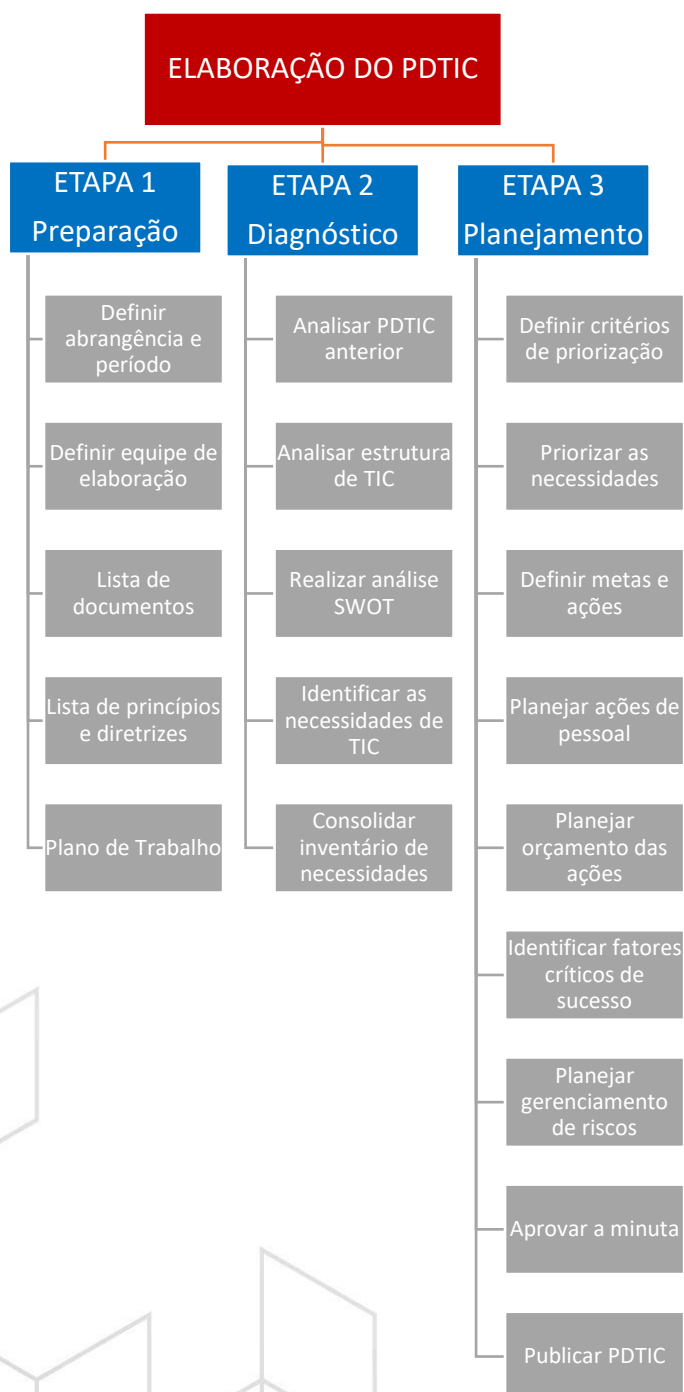 ELABORAÇÃO DO PDTIC
ETAPA 1
Preparação
Definir
abrangência e
período
Definir equipe de
elaboração
Lista de
documentos
Lista de princípios
e diretrizes
Plano de Trabalho
ETAPA 2
Diagnóstico
Analisar PDTIC
anterior
Analisar estrutura
de TIC
Realizar análise
SWOT
Identificar as
necessidades de
TIC
Consolidar
inventário de
necessidades
ETAPA 3
Planejamento
Definir critérios
de priorização
Priorizar as
necessidades
Definir metas e
ações
Planejar ações de
pessoal
Planejar
orçamento das
ações
Identificar fatores
críticos de
sucesso
Planejar
gerenciamento
de riscos
Aprovar a minuta
Publicar PDTIC